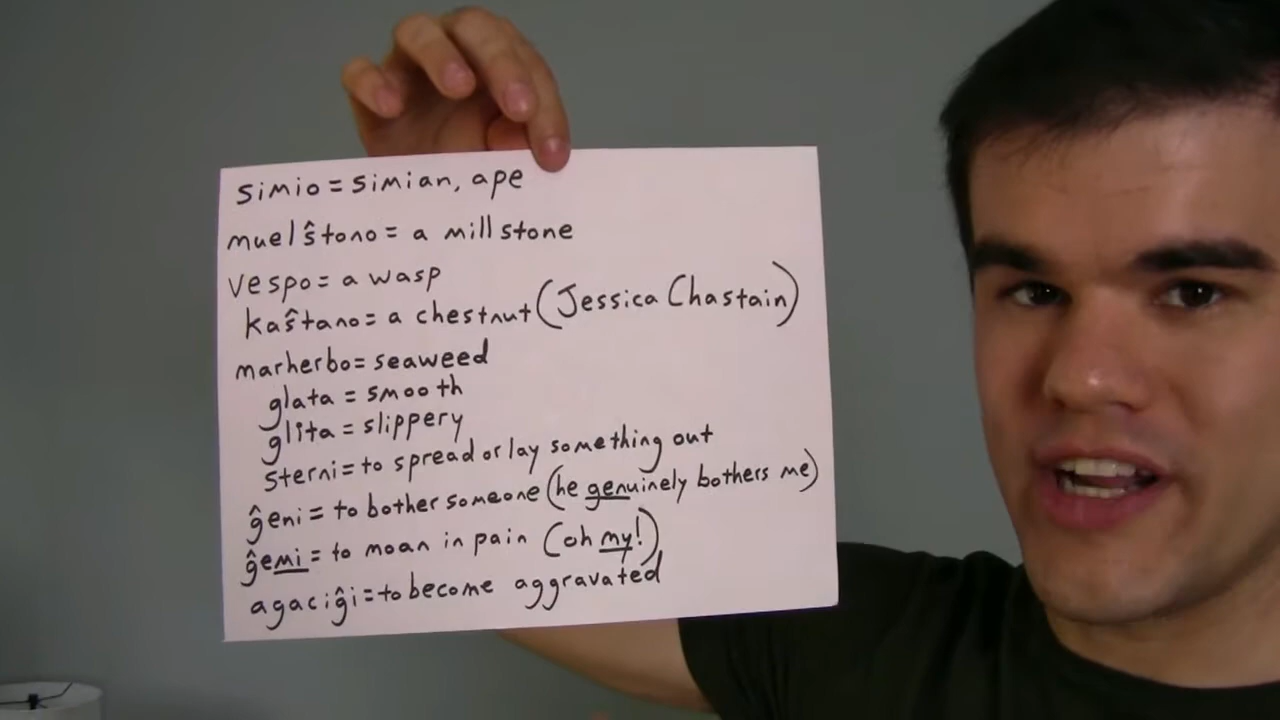 simio = simian, ape
muelŝtono = a mill stone
vespo = a wasp
kaŝtano = a chestnut (Jessica Chastain)
marherbo = seaweed
glata = smooth
glita = slippery
sterni = to spread or lay something out
ĝeni = to bother someone (he genuinely bothers me)
ĝemi = to moan in pain (oh my!)
agaciĝi = to become aggravated